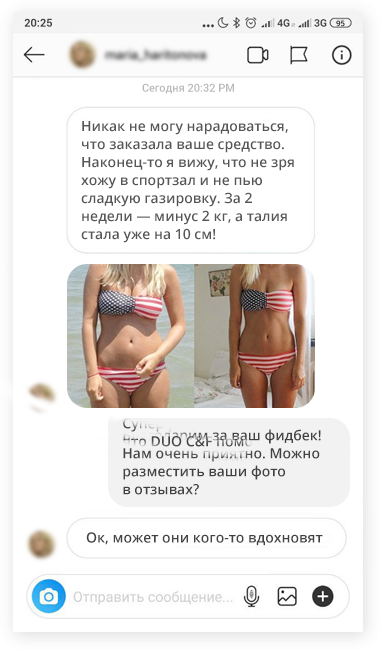 20:25
4G
3G
95
maria_haritonova
Сегодня 20:32 PM
Никак не могу нарадоваться,
что заказала ваше средство.
Наконец-то я вижу, что не зря
хожу в спортзал и не пью
сладкую газировку. За 2
недели — минус 2 кг, а талия
стала уже на 10 см!
за ваш фидбек!
что DUO C&F
Нам очень приятно. Можно
разместить ваши фото
в отзывах?
Ок, может они кого-то вдохновят
Отправить сообщение...